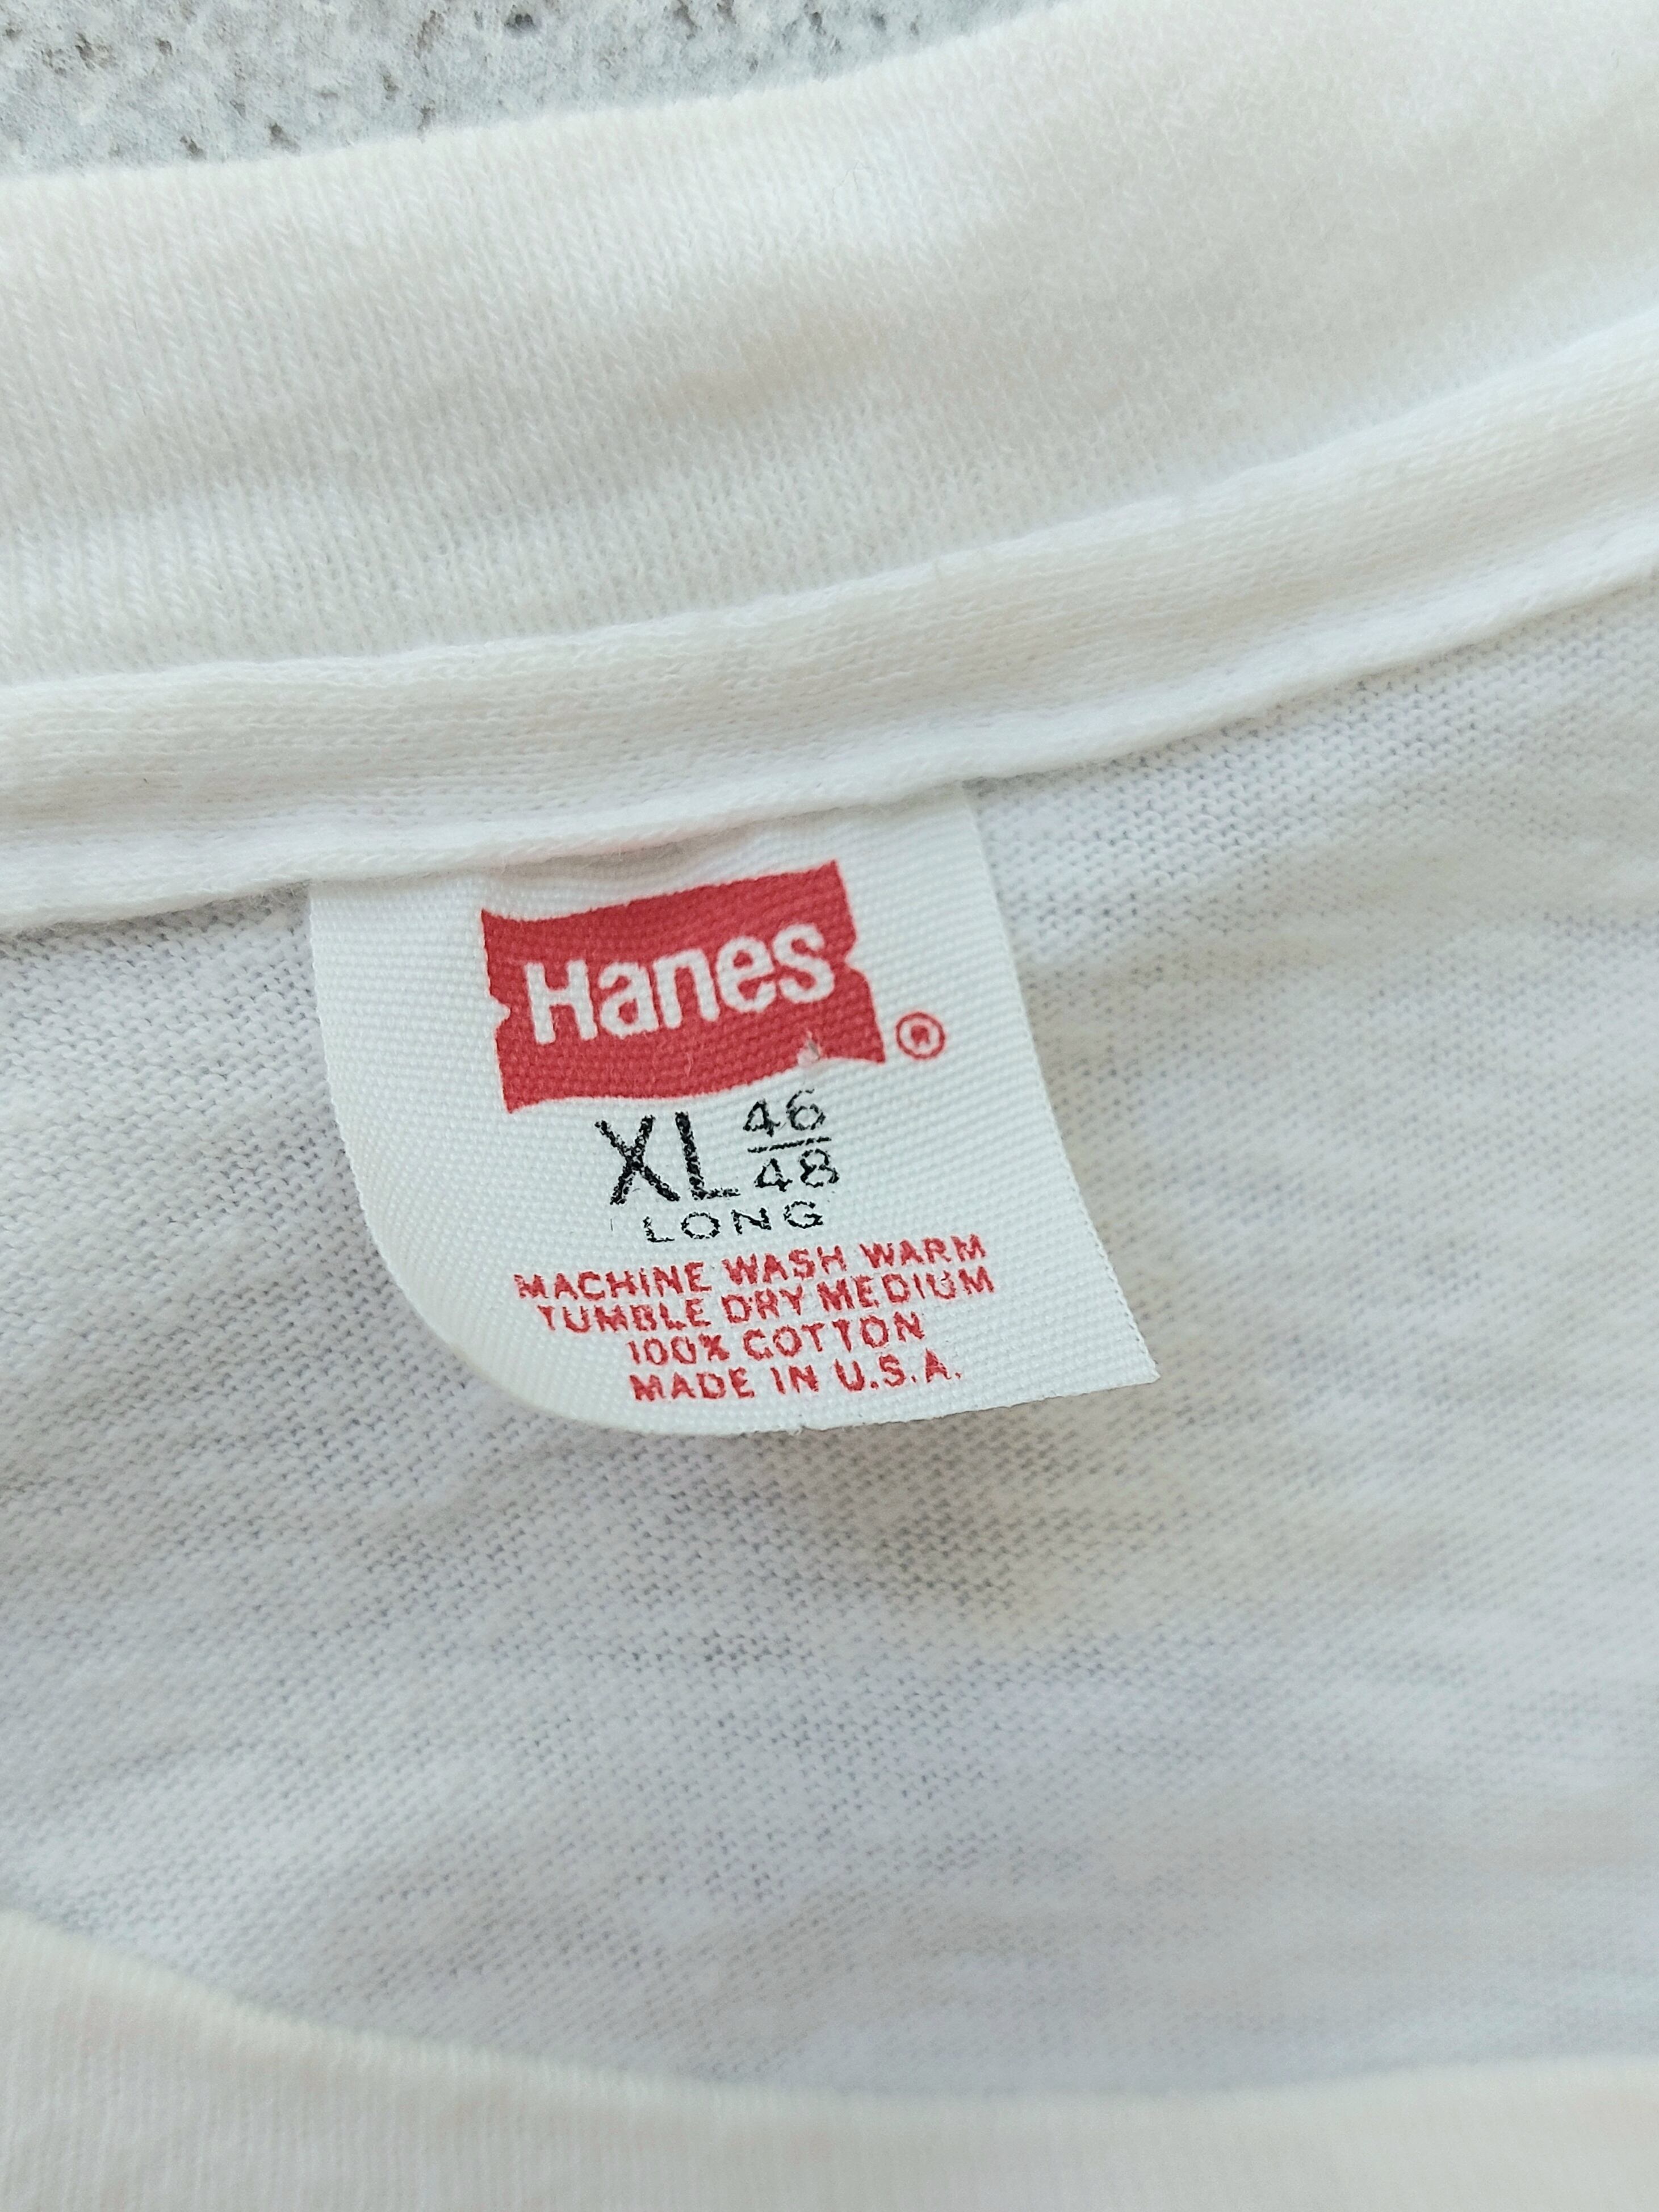 Hanes ®
XL 46/48
LONG
MACHINE WASH WARM
TUMBLE DRY MEDIUM
100% COTTON
MADE IN U.S.A.